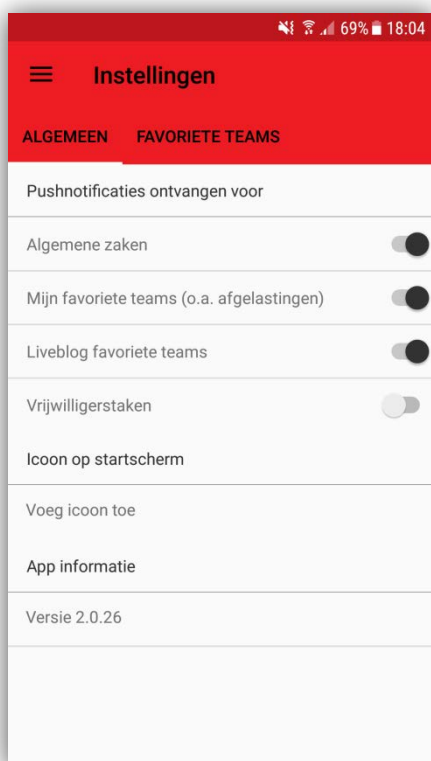 69% 18:04
Instellingen
ALGEMEEN FAVORIETE TEAMS
Pushnotificaties ontvangen voor
Algemene zaken
Mijn favoriete teams (o.a. afgelastingen)
Liveblog favoriete teams
Vrijwilligerstaken
Icoon op startscherm
Voeg icoon toe
App informatie
Versie 2.0.26